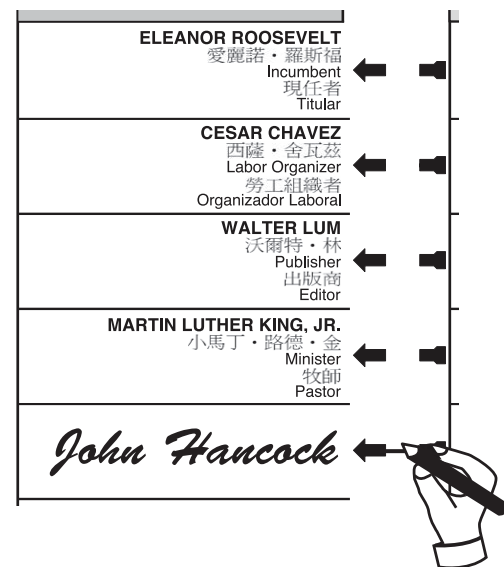 ELEANOR ROOSEVELT
愛麗諾・羅斯福
Incumbent
現任者
Titular
CESAR CHAVEZ
西薩・舍瓦茲
Labor Organizer
勞工組織者
Organizador Laboral
WALTER LUM
沃爾特・林
Publisher
出版商
Editor
MARTIN LUTHER KING, JR.
小馬丁・路德・金
Minister
牧師
Pastor
John Hancock